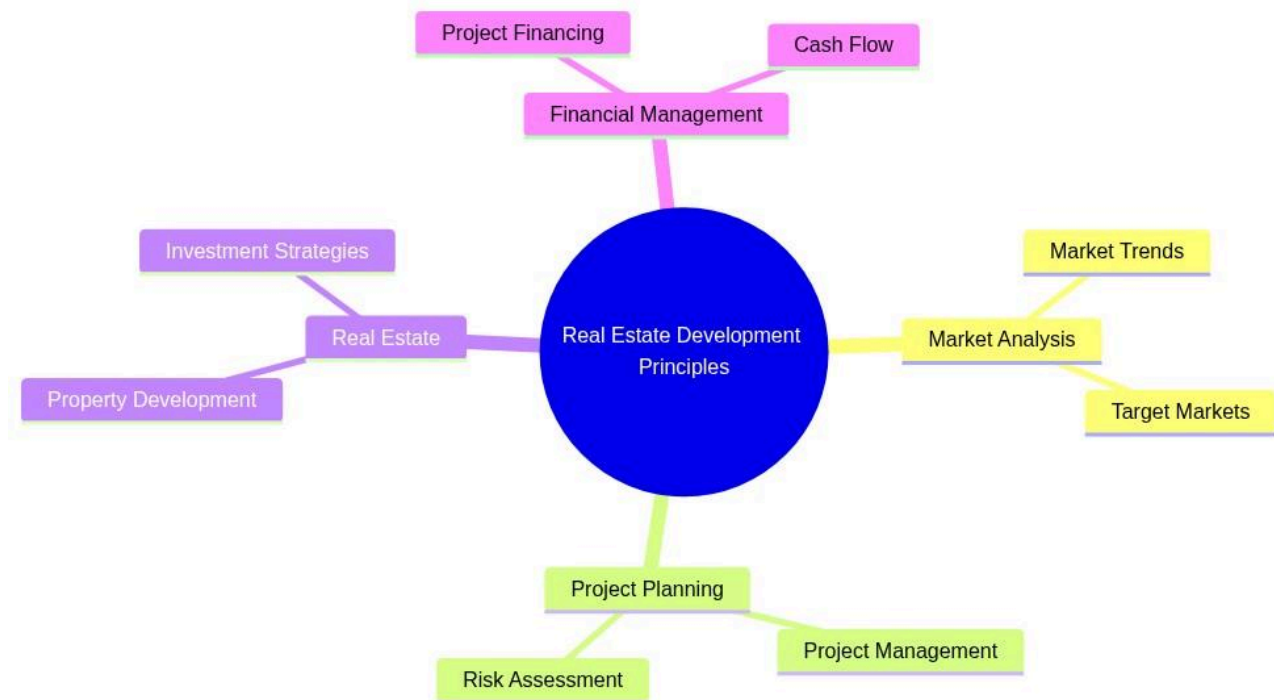 Project Financing
Cash Flow
Financial Management
Investment Strategies
Market Trends
Real Estate
Real Estate Development
Principles
Market Analysis
Property Development
Target Markets
Project Planning
Project Management
Risk Assessment